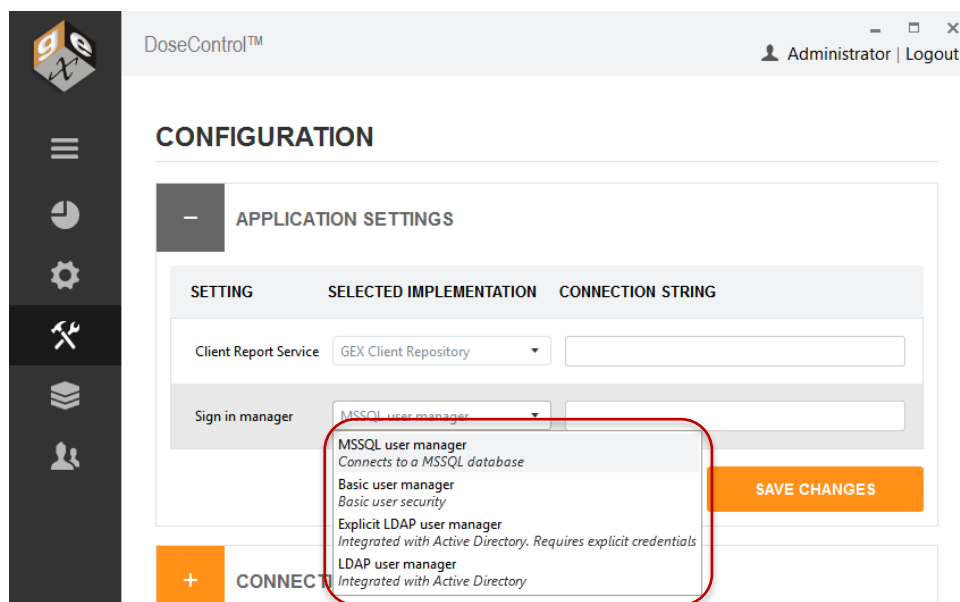 gex
DoseControl™
Administrator | Logout
CONFIGURATION
APPLICATION SETTINGS
SETTING SELECTED IMPLEMENTATION CONNECTION STRING
Client Report Service GEX Client Repository
Sign in manager MSSQL user manager
MSSQL user manager
Connects to a MSSQL database
Basic user manager
Basic user security
SAVE CHANGES
Explicit LDAP user manager
Integrated with Active Directory. Requires explicit credentials
LDAP user manager
CONNECTI
Integrated with Active Directory